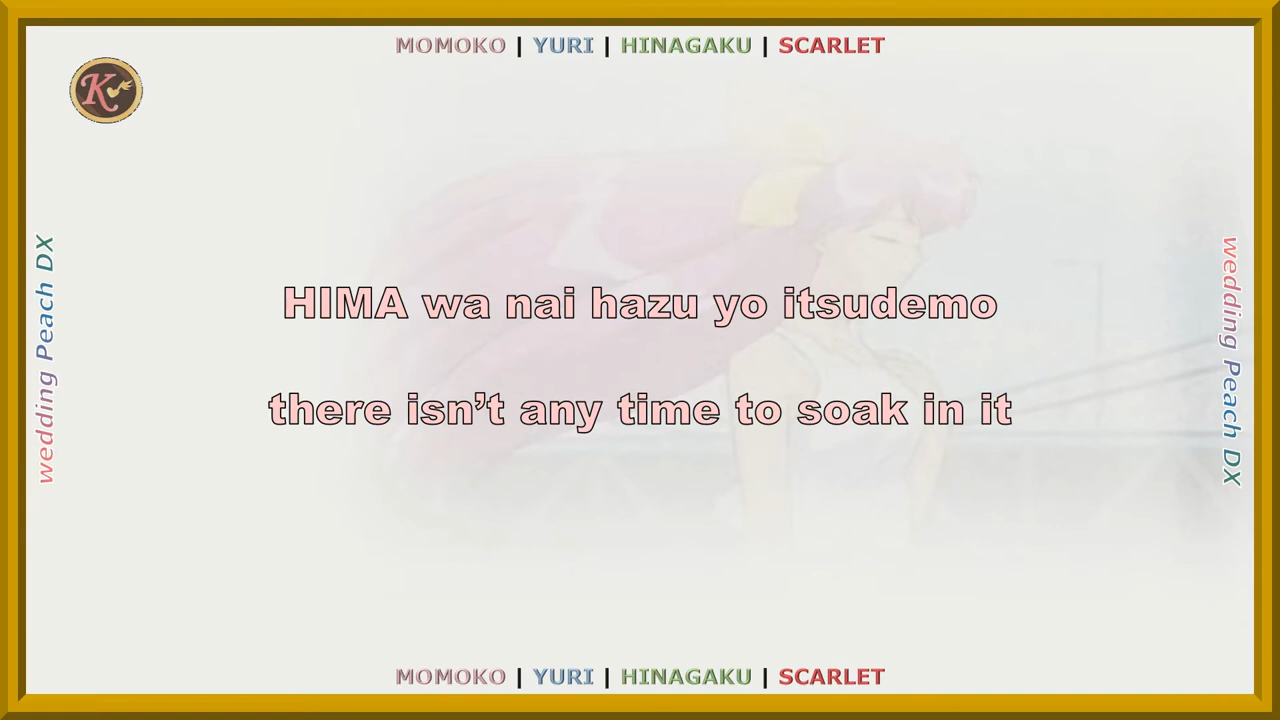 MOMOKO | YURI | HINAGAKU | SCARLET
K
wedding Peach DX
HIMA wa nai hazu yo itsudemo
there isn’t any time to soak in it
wedding Peach DX
MOMOKO | YURI | HINAGAKU | SCARLET